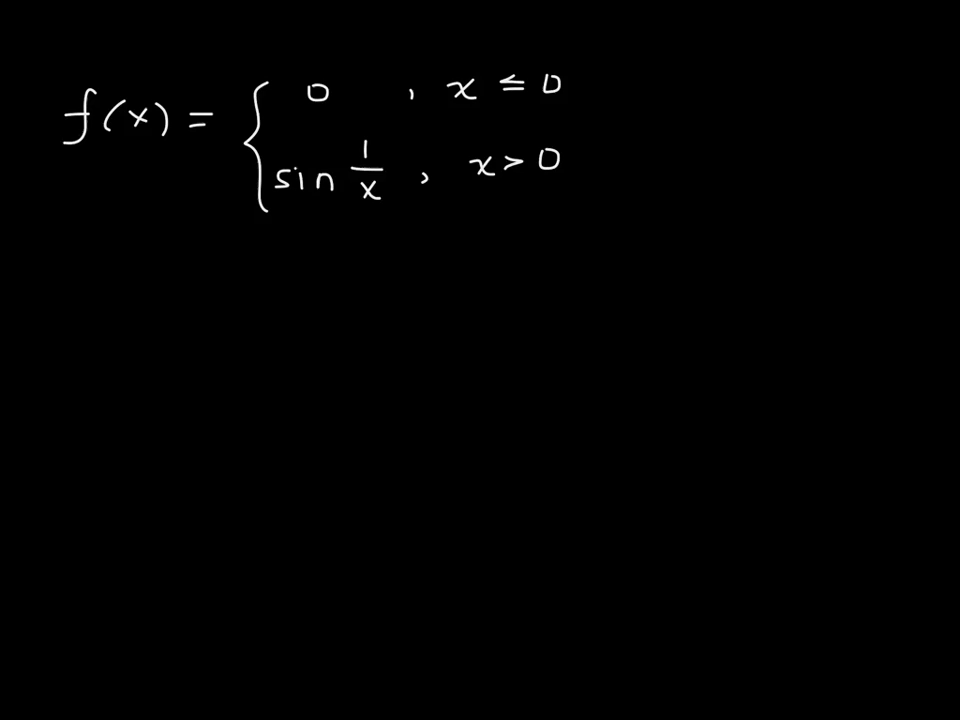 f(x) = { 0 , x ≤ 0
sin 1/x , x > 0